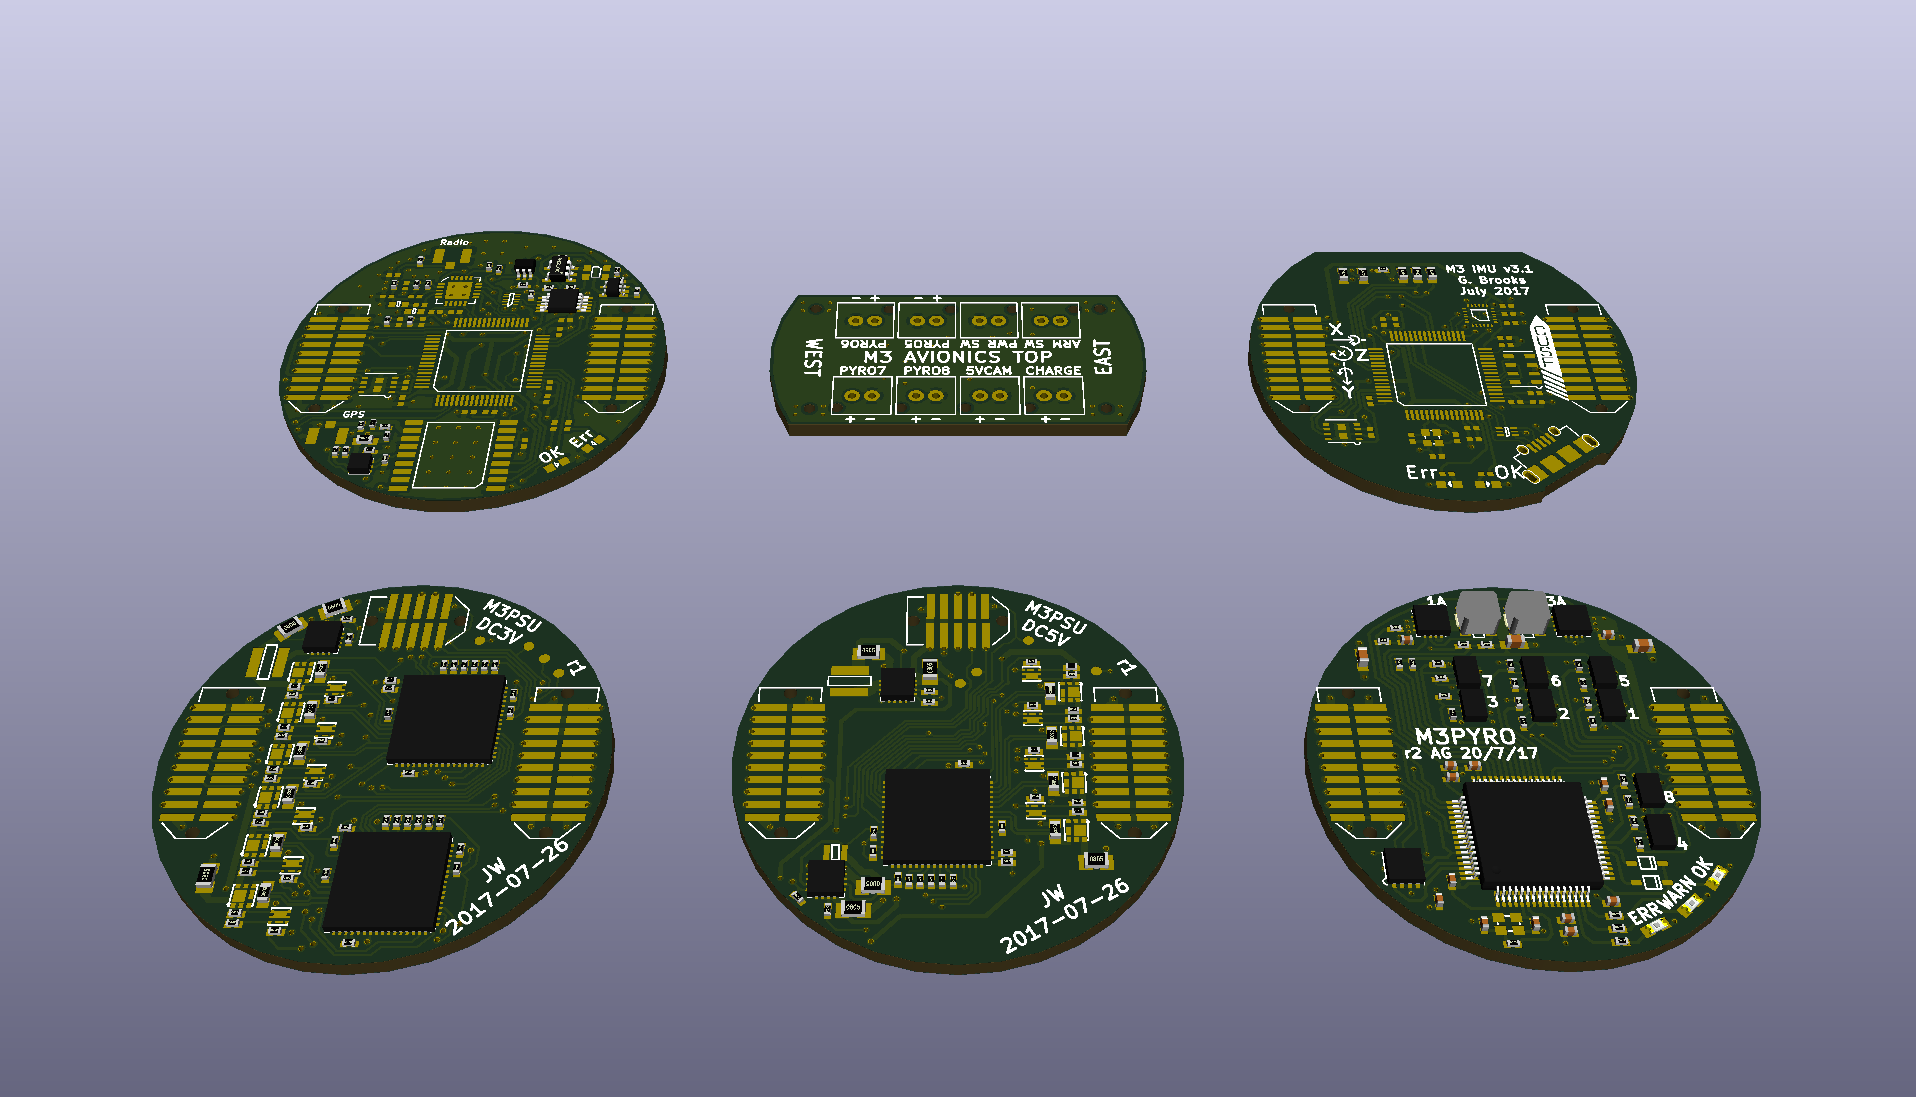 Radio
GPS
OK Err
- + - +
PYRO6 PYRO5 PWR SW ARM SW
WEST
M3 AVIONICS TOP
EAST
PYRO7 PYRO8 5VCAM CHARGE
+ - + - + - + -
M3 IMU v3.1
G. Brooks
July 2017
X
Z
Y
CUSF
Err
OK
M3PSU
DC3V
r1
JW
2017-07-26
M3PSU
DC5V
r1
JW
2017-07-26
1A
3A
7 6 5
3 2 1
M3PYRO
r2 AG 20/7/17
8
4
ERR WARN OK